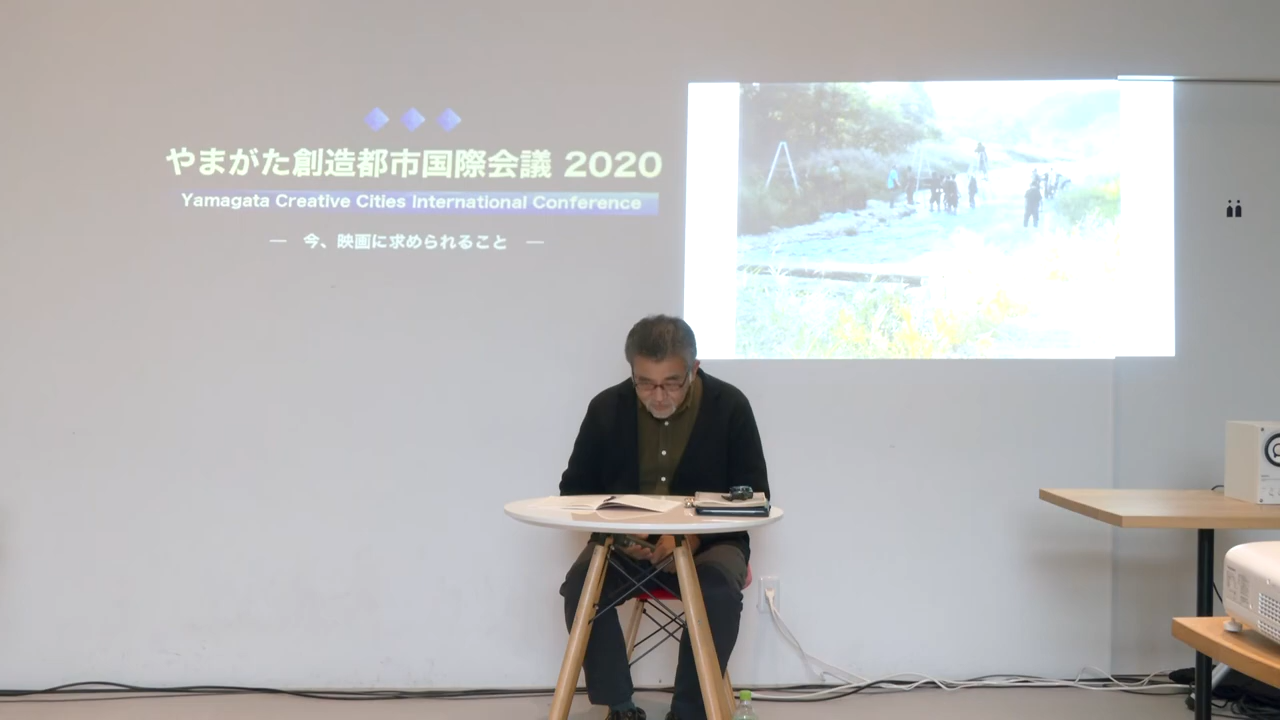 やまがた創造都市国際会議 2020
Yamagata Creative Cities International Conference
― 今、映画に求められること ―